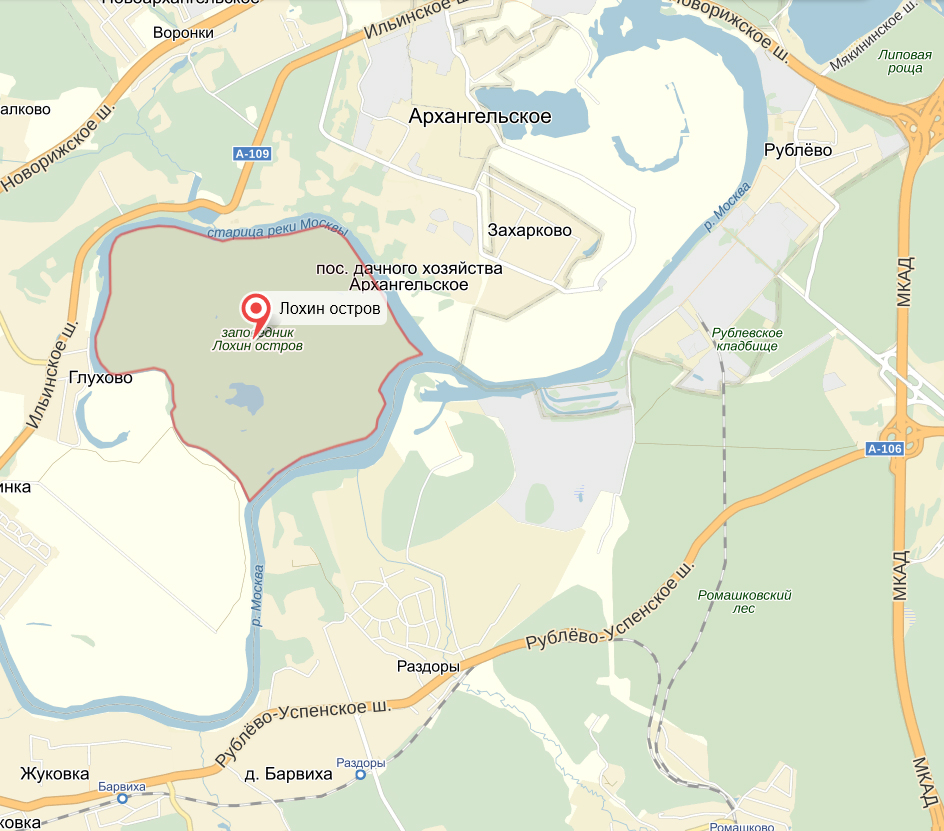 Новоархангельское
Воронки
Ильинское ш.
Новорижское ш.
Мякининское ш.
Липовая
роща
алково
Архангельское
Новорижское ш.
А-109
Рублёво
р. Москва
старица реки Москвы
Захарково
пос. дачного хозяйства
Архангельское
МКАД
Лохин остров
заповедник
Лохин остров
Рублевское
кладбище
Ильинское ш.
Глухово
А-106
инка
р. Москва
МКАД
Ромашковский
лес
Рублёво-Успенское ш.
Раздоры
Рублёво-Успенское ш.
Раздоры
Жуковка
д. Барвиха
Барвиха
МКАД
ковка
Ромашково